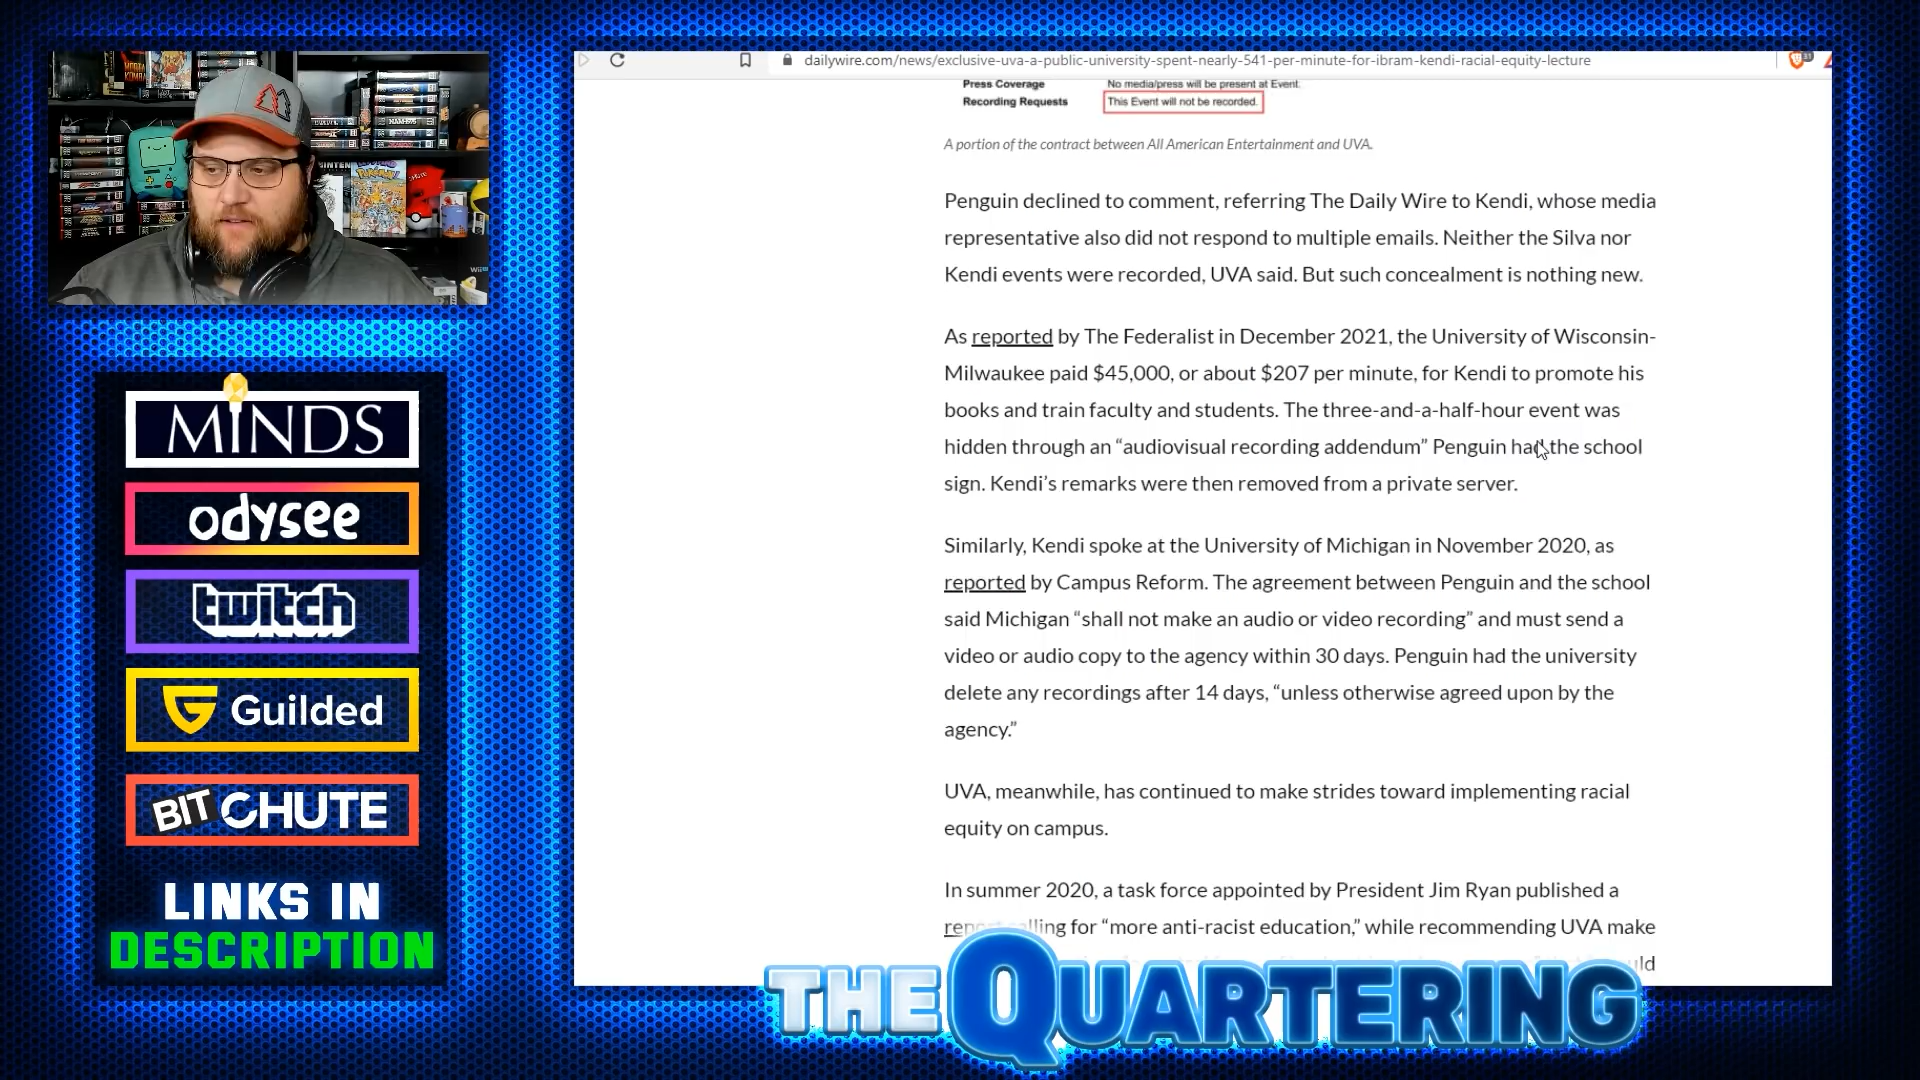 dailywire.com/news/exclusive-uva-a-public-university-spent-nearly-541-per-minute-for-ibram-kendi-racial-equity-lecture
Press Coverage No media/press will be present at Event.
Recording Requests This Event will not be recorded.
A portion of the contract between All American Entertainment and UVA.
Penguin declined to comment, referring The Daily Wire to Kendi, whose media
representative also did not respond to multiple emails. Neither the Silva nor
Kendi events were recorded, UVA said. But such concealment is nothing new.
As reported by The Federalist in December 2021, the University of Wisconsin-
Milwaukee paid $45,000, or about $207 per minute, for Kendi to promote his
books and train faculty and students. The three-and-a-half-hour event was
hidden through an “audiovisual recording addendum” Penguin had the school
sign. Kendi’s remarks were then removed from a private server.
Similarly, Kendi spoke at the University of Michigan in November 2020, as
reported by Campus Reform. The agreement between Penguin and the school
said Michigan “shall not make an audio or video recording” and must send a
video or audio copy to the agency within 30 days. Penguin had the university
delete any recordings after 14 days, “unless otherwise agreed upon by the
agency.”
UVA, meanwhile, has continued to make strides toward implementing racial
equity on campus.
In summer 2020, a task force appointed by President Jim Ryan published a
for “more anti-racist education,” while recommending UVA make
MINDS
odysee
twitch
Guilded
BITCHUTE
LINKS IN
DESCRIPTION
THE QUARTERING